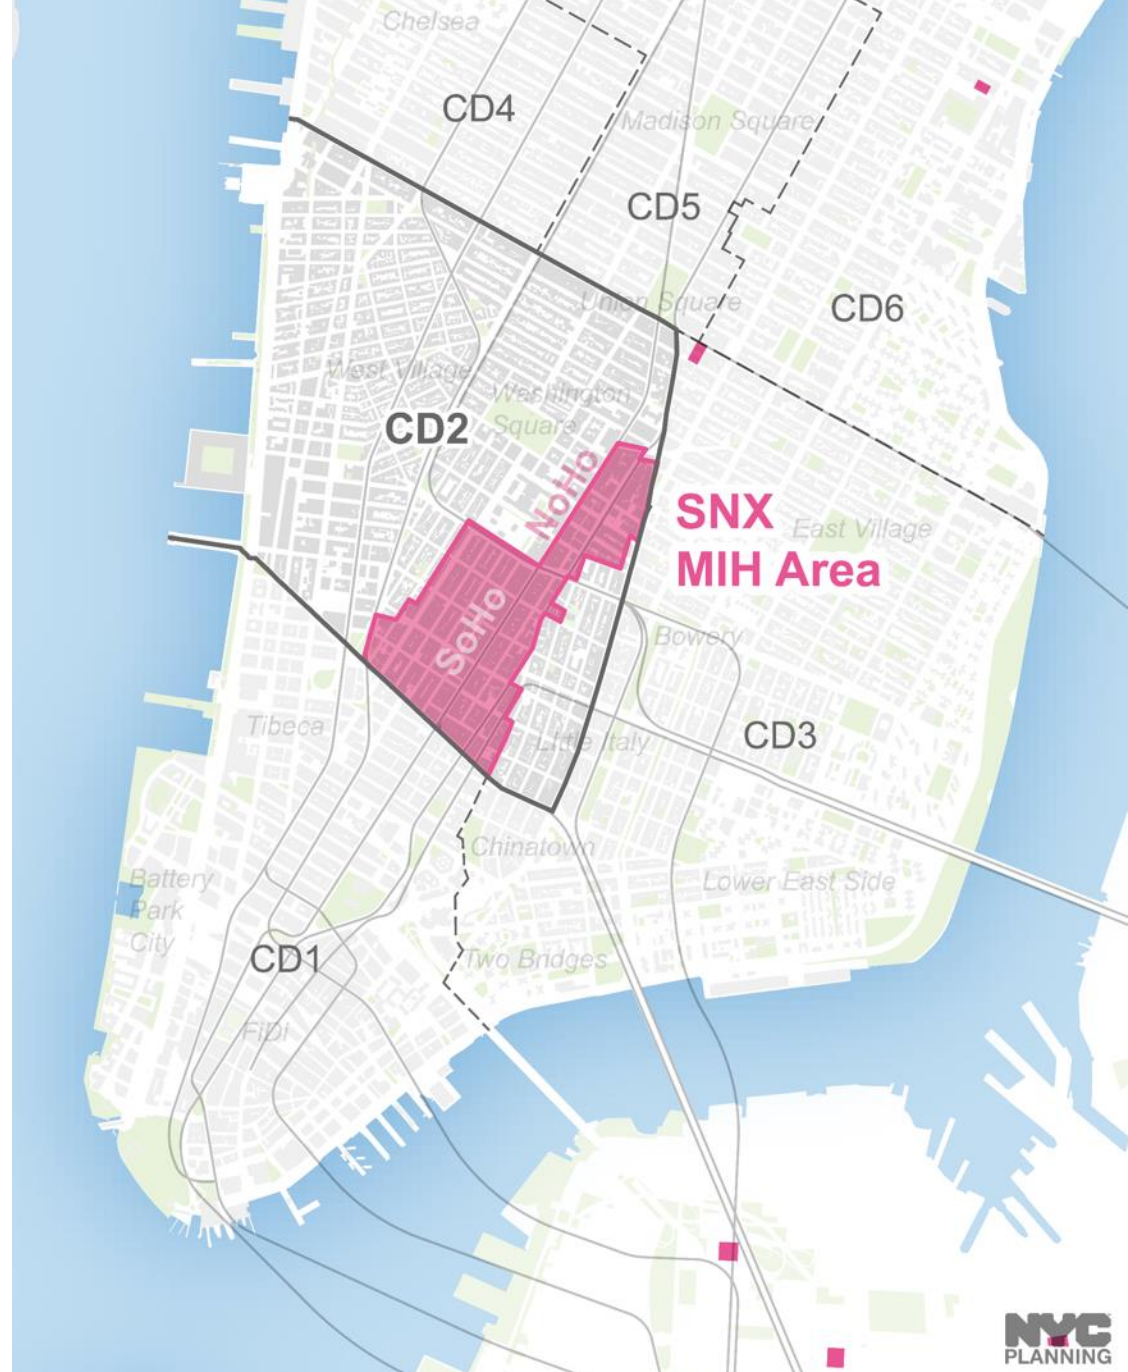 Chelsea
CD4
Madison Square
CD5
Union Square
CD6
West Village
Washington
Square
CD2
NoHo
SNX
MIH Area
East Village
SoHo
Bowery
Tibeca
Little Italy
CD3
Chinatown
Battery
Park
City
Lower East Side
CD1
Two Bridges
FiDi
NYC
PLANNING